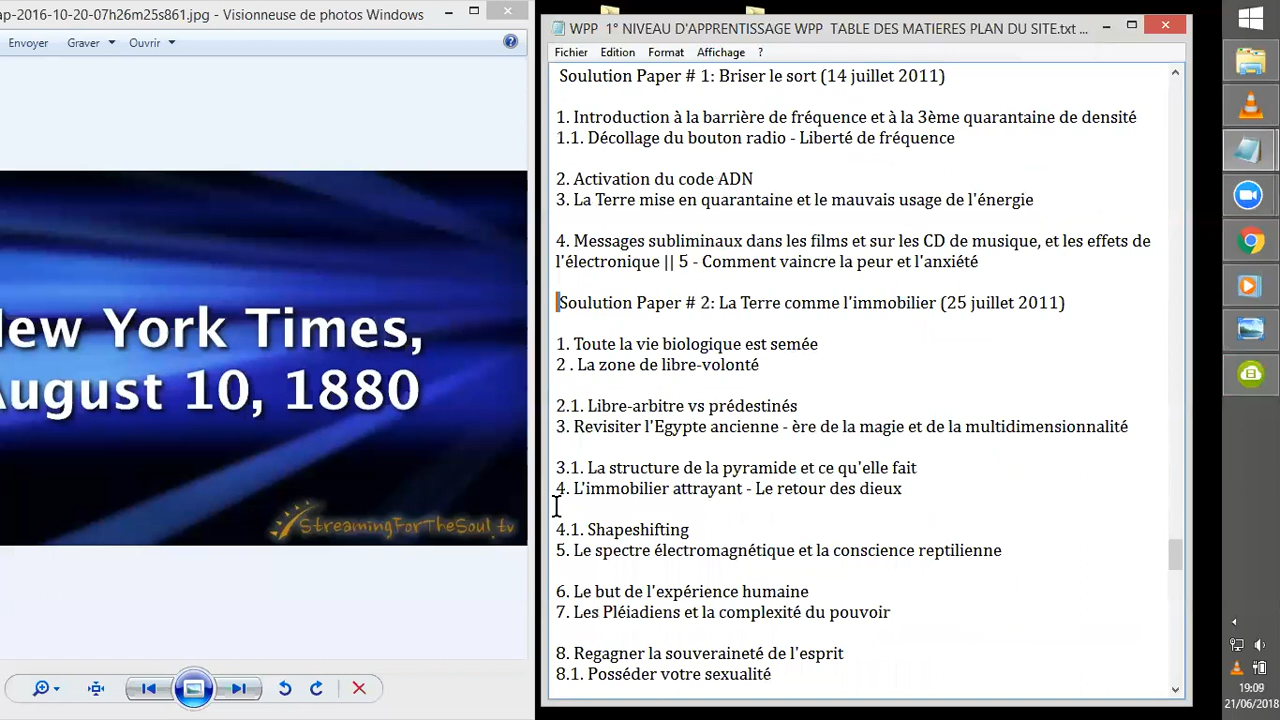 ap-2016-10-20-07h26m25s861.jpg - Visionneuse de photos Windows
Envoyer Graver Ouvrir
New York Times,
August 10, 1880
StreamingForTheSoul.tv
WPP 1° NIVEAU D'APPRENTISSAGE WPP TABLE DES MATIERES PLAN DU SITE.txt ...
Fichier Edition Format Affichage ?
Soulution Paper # 1: Briser le sort (14 juillet 2011)
1. Introduction à la barrière de fréquence et à la 3ème quarantaine de densité
1.1. Décollage du bouton radio - Liberté de fréquence
2. Activation du code ADN
3. La Terre mise en quarantaine et le mauvais usage de l'énergie
4. Messages subliminaux dans les films et sur les CD de musique, et les effets de
l'électronique || 5 - Comment vaincre la peur et l'anxiété
Soulution Paper # 2: La Terre comme l'immobilier (25 juillet 2011)
1. Toute la vie biologique est semée
2 . La zone de libre-volonté
2.1. Libre-arbitre vs prédestinés
3. Revisiter l'Egypte ancienne - ère de la magie et de la multidimensionnalité
3.1. La structure de la pyramide et ce qu'elle fait
4. L'immobilier attrayant - Le retour des dieux
4.1. Shapeshifting
5. Le spectre électromagnétique et la conscience reptilienne
6. Le but de l'expérience humaine
7. Les Pléiadiens et la complexité du pouvoir
8. Regagner la souveraineté de l'esprit
8.1. Posséder votre sexualité
19:09
21/06/2018